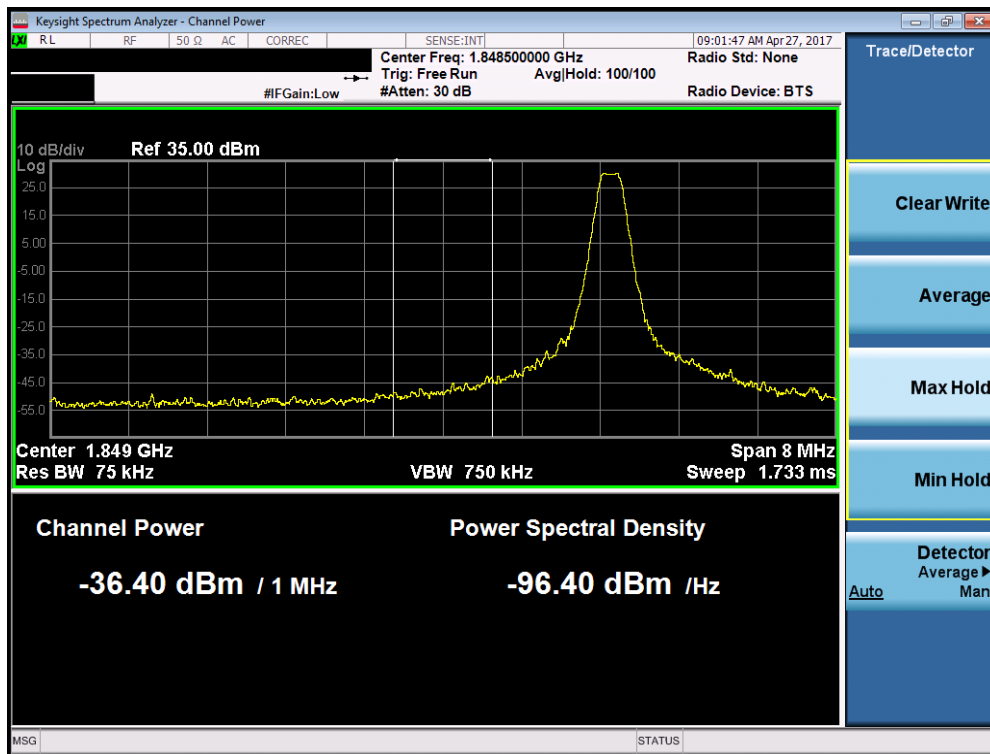 Keysight Spectrum Analyzer - Channel Power
LXI RL RF 50 Ω AC CORREC SENSE:INT 09:01:47 AM Apr 27, 2017
Center Freq: 1.848500000 GHz Radio Std: None
Trig: Free Run Avg|Hold: 100/100
#IFGain:Low #Atten: 30 dB Radio Device: BTS
Trace/Detector
10 dB/div Ref 35.00 dBm
Log
25.0
15.0
5.00
-5.00
-15.0
-25.0
-35.0
-45.0
-55.0
Center 1.849 GHz Span 8 MHz
Res BW 75 kHz VBW 750 kHz Sweep 1.733 ms
Channel Power Power Spectral Density
-36.40 dBm / 1 MHz -96.40 dBm /Hz
Clear Write
Average
Max Hold
Min Hold
Detector
Average▶
Auto Man
MSG STATUS